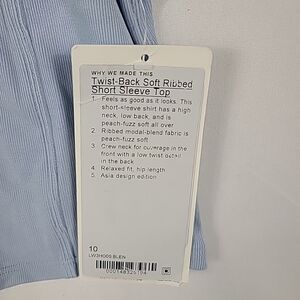 WHY WE MADE THIS
Twist-Back Soft Ribbed
Short Sleeve Top
1. Feels as good as it looks. This
short-sleeve shirt has a high
neck, low back, and is
peach-fuzz soft all over
2. Ribbed modal-blend fabric is
peach-fuzz soft
3. Crew neck for coverage in the
front with a low twist detail
in the back
4. Relaxed fit, hip length
5. Asia design edition
10